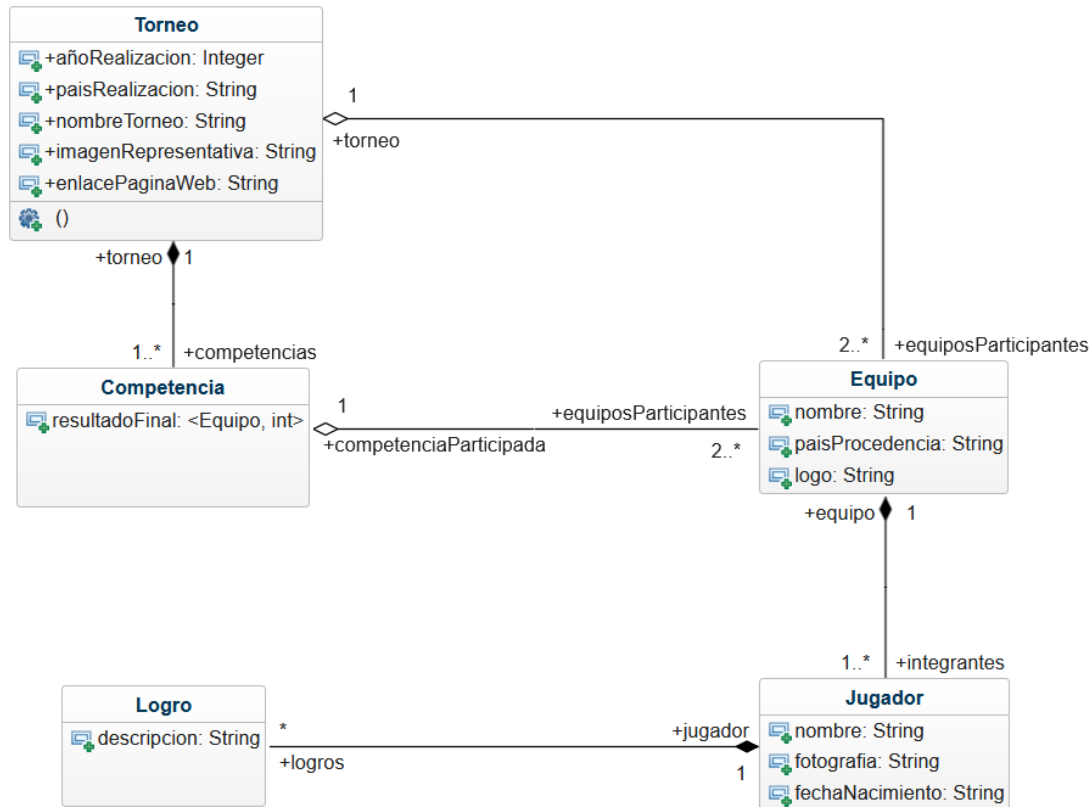 Torneo
+añoRealizacion: Integer
+paisRealizacion: String
+nombreTorneo: String
+imagenRepresentativa: String
+enlacePaginaWeb: String
()
1
+torneo
+torneo
1
1..*
+competencias
2..*
+equiposParticipantes
Competencia
resultadoFinal: <Equipo, int>
1
+competenciaParticipada
+equiposParticipantes
2..*
Equipo
nombre: String
paisProcedencia: String
logo: String
+equipo
1
1..*
+integrantes
Logro
descripcion: String
*
+logros
+jugador
1
Jugador
nombre: String
fotografia: String
fechaNacimiento: String